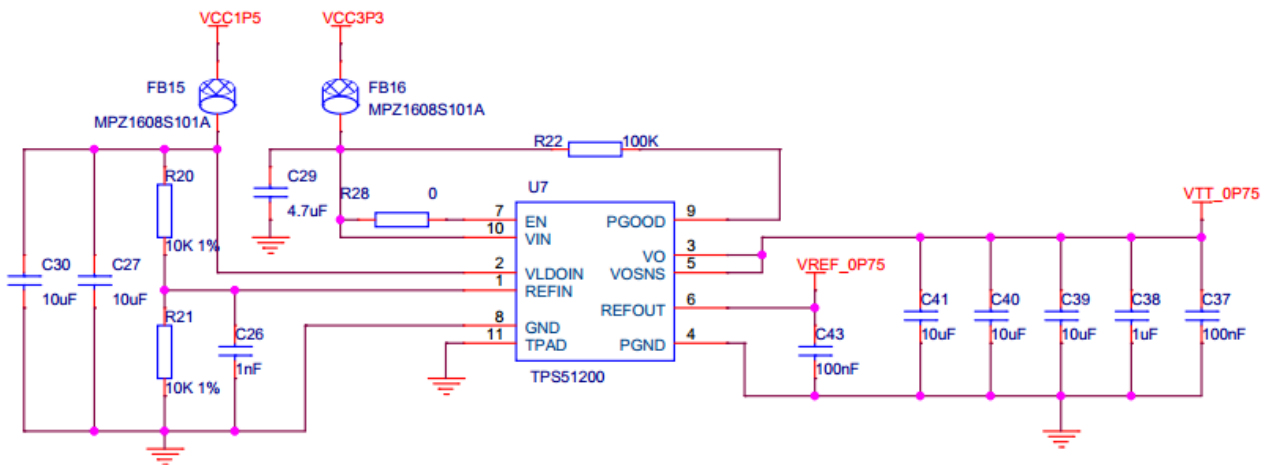 VCC1P5
VCC3P3
FB15
MPZ1608S101A
FB16
MPZ1608S101A
R22
100K
R20
10K 1%
C29
4.7uF
R28
0
U7
7
EN
PGOOD
9
10
VIN
VO
3
VOSNS
5
2
VLDOIN
1
REFIN
REFOUT
6
8
GND
11
TPAD
PGND
4
TPS51200
C30
10uF
C27
10uF
R21
10K 1%
C26
1nF
VREF_0P75
C43
100nF
VTT_0P75
C41
10uF
C40
10uF
C39
10uF
C38
1uF
C37
100nF